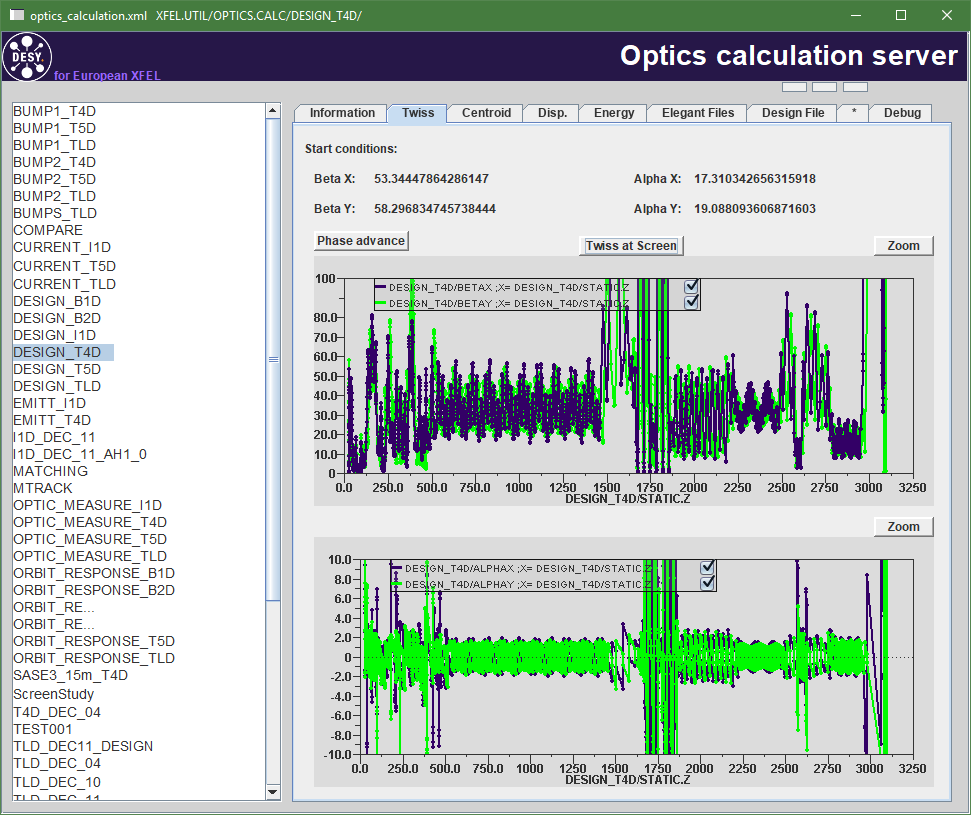 optics_calculation.xml XFEL.UTIL/OPTICS.CALC/DESIGN_T4D/
DESY.
for European XFEL
Optics calculation server
BUMP1_T4D
BUMP1_T5D
BUMP1_TLD
BUMP2_T4D
BUMP2_T5D
BUMP2_TLD
BUMPS_TLD
COMPARE
CURRENT_I1D
CURRENT_T5D
CURRENT_TLD
DESIGN_B1D
DESIGN_B2D
DESIGN_I1D
DESIGN_T4D
DESIGN_T5D
DESIGN_TLD
EMITT_I1D
EMITT_T4D
I1D_DEC_11
I1D_DEC_11_AH1_0
MATCHING
MTRACK
OPTIC_MEASURE_I1D
OPTIC_MEASURE_T4D
OPTIC_MEASURE_T5D
OPTIC_MEASURE_TLD
ORBIT_RESPONSE_B1D
ORBIT_RESPONSE_B2D
ORBIT_RE...
ORBIT_RE...
ORBIT_RESPONSE_T5D
ORBIT_RESPONSE_TLD
SASE3_15m_T4D
ScreenStudy
T4D_DEC_04
TEST001
TLD_DEC11_DESIGN
TLD_DEC_04
TLD_DEC_10
TLD_DEC_11
Information Twiss Centroid Disp. Energy Elegant Files Design File * Debug
Start conditions:
Beta X: 53.34447864286147 Alpha X: 17.310342656315918
Beta Y: 58.296834745738444 Alpha Y: 19.088093606871603
Phase advance Twiss at Screen Zoom
DESIGN_T4D/BETAX ;X= DESIGN_T4D/STATIC.Z
DESIGN_T4D/BETAY ;X= DESIGN_T4D/STATIC.Z
100
80.0
70.0
60.0
50.0
40.0
30.0
20.0
10.0
0
0.0 250.0 500.0 750.0 1000 1250 1500 1750 2000 2250 2500 2750 3000 3250
DESIGN_T4D/STATIC.Z
Zoom
DESIGN_T4D/ALPHAX ;X= DESIGN_T4D/STATIC.Z
DESIGN_T4D/ALPHAY ;X= DESIGN_T4D/STATIC.Z
10.0
8.0
6.0
4.0
2.0
0
-2.0
-4.0
-6.0
-8.0
-10.0
0.0 250.0 500.0 750.0 1000 1250 1500 1750 2000 2250 2500 2750 3000 3250
DESIGN_T4D/STATIC.Z